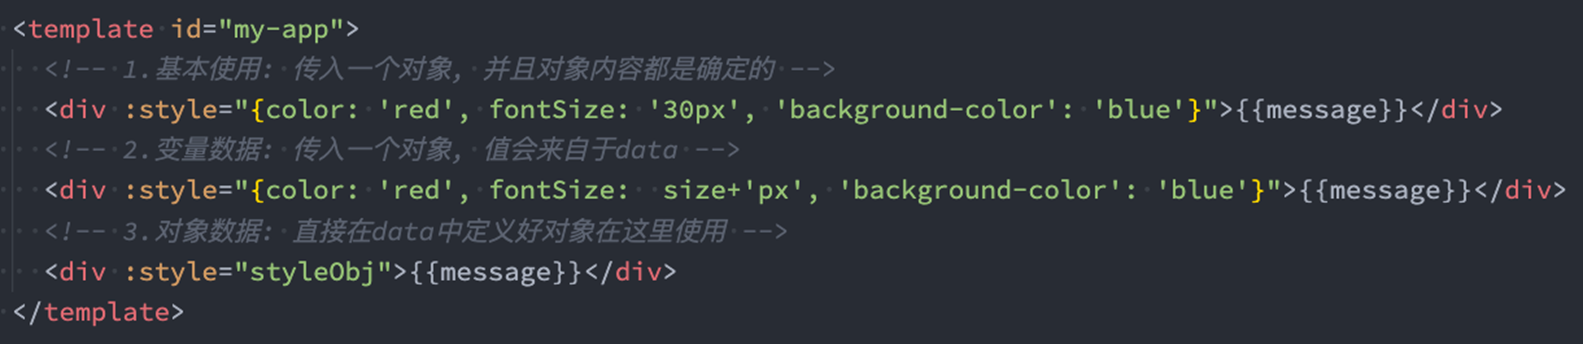 <template id="my-app">
<!-- 1.基本使用: 传入一个对象, 并且对象内容都是确定的 -->
<div :style="{color: 'red', fontSize: '30px', 'background-color': 'blue'}">{{message}}</div>
<!-- 2.变量数据: 传入一个对象, 值会来自于data -->
<div :style="{color: 'red', fontSize:  size+'px', 'background-color': 'blue'}">{{message}}</div>
<!-- 3.对象数据: 直接在data中定义好对象在这里使用 -->
<div :style="styleObj">{{message}}</div>
</template>